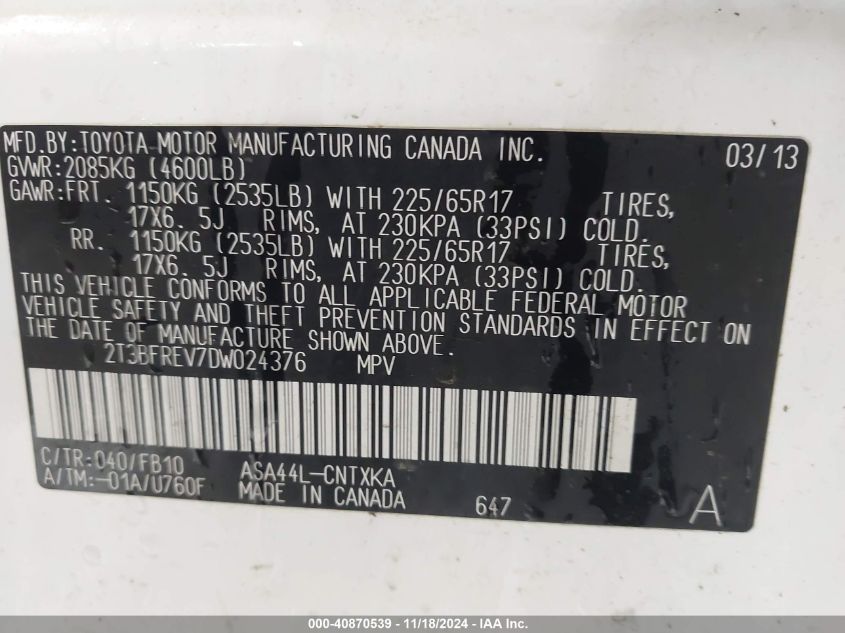 MFD.BY:TOYOTA MOTOR MANUFACTURING CANADA INC. 03/13
GVWR:2085KG (4600LB)
GAWR:FRT. 1150KG (2535LB) WITH 225/65R17 TIRES,
17X6.5J RIMS, AT 230KPA (33PSI) COLD.
RR. 1150KG (2535LB) WITH 225/65R17 TIRES,
17X6.5J RIMS, AT 230KPA (33PSI) COLD.
THIS VEHICLE CONFORMS TO ALL APPLICABLE FEDERAL MOTOR
VEHICLE SAFETY AND THEFT PREVENTION STANDARDS IN EFFECT ON
THE DATE OF MANUFACTURE SHOWN ABOVE.
2T3BFREV7DW024376 MPV
C/TR:040/FB10 ASA44L-CNTXKA
A/TM:-01A/U760F MADE IN CANADA 647 A
000-40870539 - 11/18/2024 - IAA Inc.